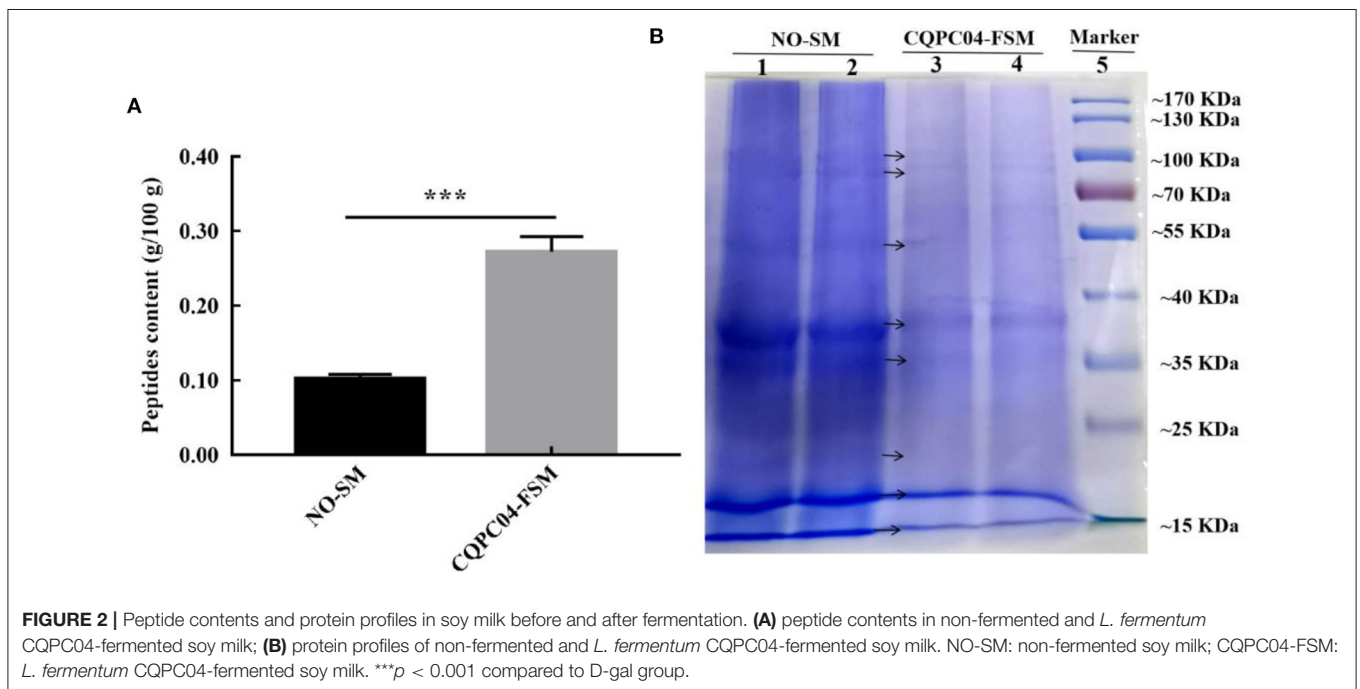 A
Peptides content (g/100 g)
0.40
0.30
0.20
0.10
0.00
***
NO-SM
CQPC04-FSM
B
NO-SM CQPC04-FSM Marker
1 2 3 4 5
~170 KDa
~130 KDa
~100 KDa
~70 KDa
~55 KDa
~40 KDa
~35 KDa
~25 KDa
~15 KDa
FIGURE 2 | Peptide contents and protein profiles in soy milk before and after fermentation. (A) peptide contents in non-fermented and L. fermentum
CQPC04-fermented soy milk; (B) protein profiles of non-fermented and L. fermentum CQPC04-fermented soy milk. NO-SM: non-fermented soy milk; CQPC04-FSM:
L. fermentum CQPC04-fermented soy milk. ***p < 0.001 compared to D-gal group.